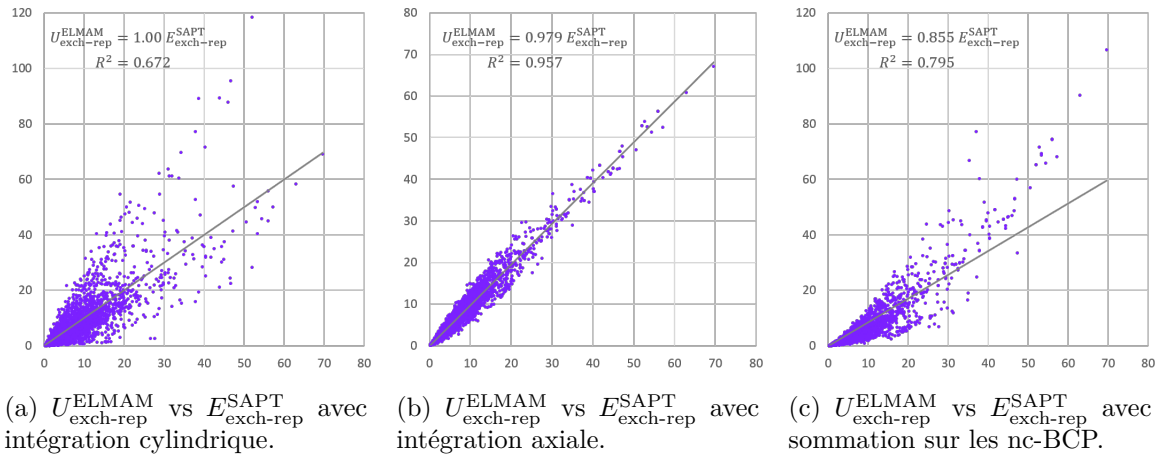 120
100
80
60
40
20
0
0 10 20 30 40 50 60 70 80
U_exch-rep^ELMAM = 1.00 E_exch-rep^SAPT
R² = 0.672
80
70
60
50
40
30
20
10
0
0 10 20 30 40 50 60 70 80
U_exch-rep^ELMAM = 0.979 E_exch-rep^SAPT
R² = 0.957
120
100
80
60
40
20
0
0 10 20 30 40 50 60 70 80
U_exch-rep^ELMAM = 0.855 E_exch-rep^SAPT
R² = 0.795
(a) U_exch-rep^ELMAM vs E_exch-rep^SAPT avec
intégration cylindrique.
(b) U_exch-rep^ELMAM vs E_exch-rep^SAPT avec
intégration axiale.
(c) U_exch-rep^ELMAM vs E_exch-rep^SAPT avec
sommation sur les nc-BCP.